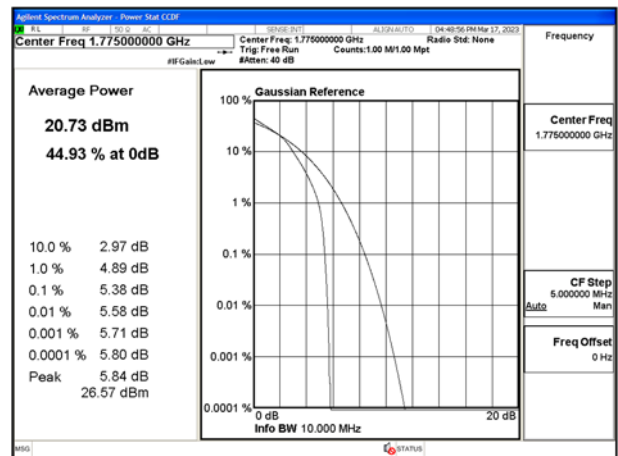 Agilent Spectrum Analyzer - Power Stat CCDF
RL RF 50 Ω AC SENSE:INT ALIGN AUTO 04:48:56 PM Mar 17, 2023
Center Freq 1.775000000 GHz
Center Freq: 1.775000000 GHz Radio Std: None
Trig: Free Run Counts:1.00 M/1.00 Mpt
#IFGain:Low #Atten: 40 dB
Frequency
Average Power
20.73 dBm
44.93 % at 0dB
10.0 % 2.97 dB
1.0 % 4.89 dB
0.1 % 5.38 dB
0.01 % 5.58 dB
0.001 % 5.71 dB
0.0001 % 5.80 dB
Peak 5.84 dB
26.57 dBm
Gaussian Reference
100 %
10 %
1 %
0.1 %
0.01 %
0.001 %
0.0001 %
0 dB 20 dB
Info BW 10.000 MHz
Center Freq
1.775000000 GHz
CF Step
5.000000 MHz
Auto Man
Freq Offset
0 Hz
MSG STATUS